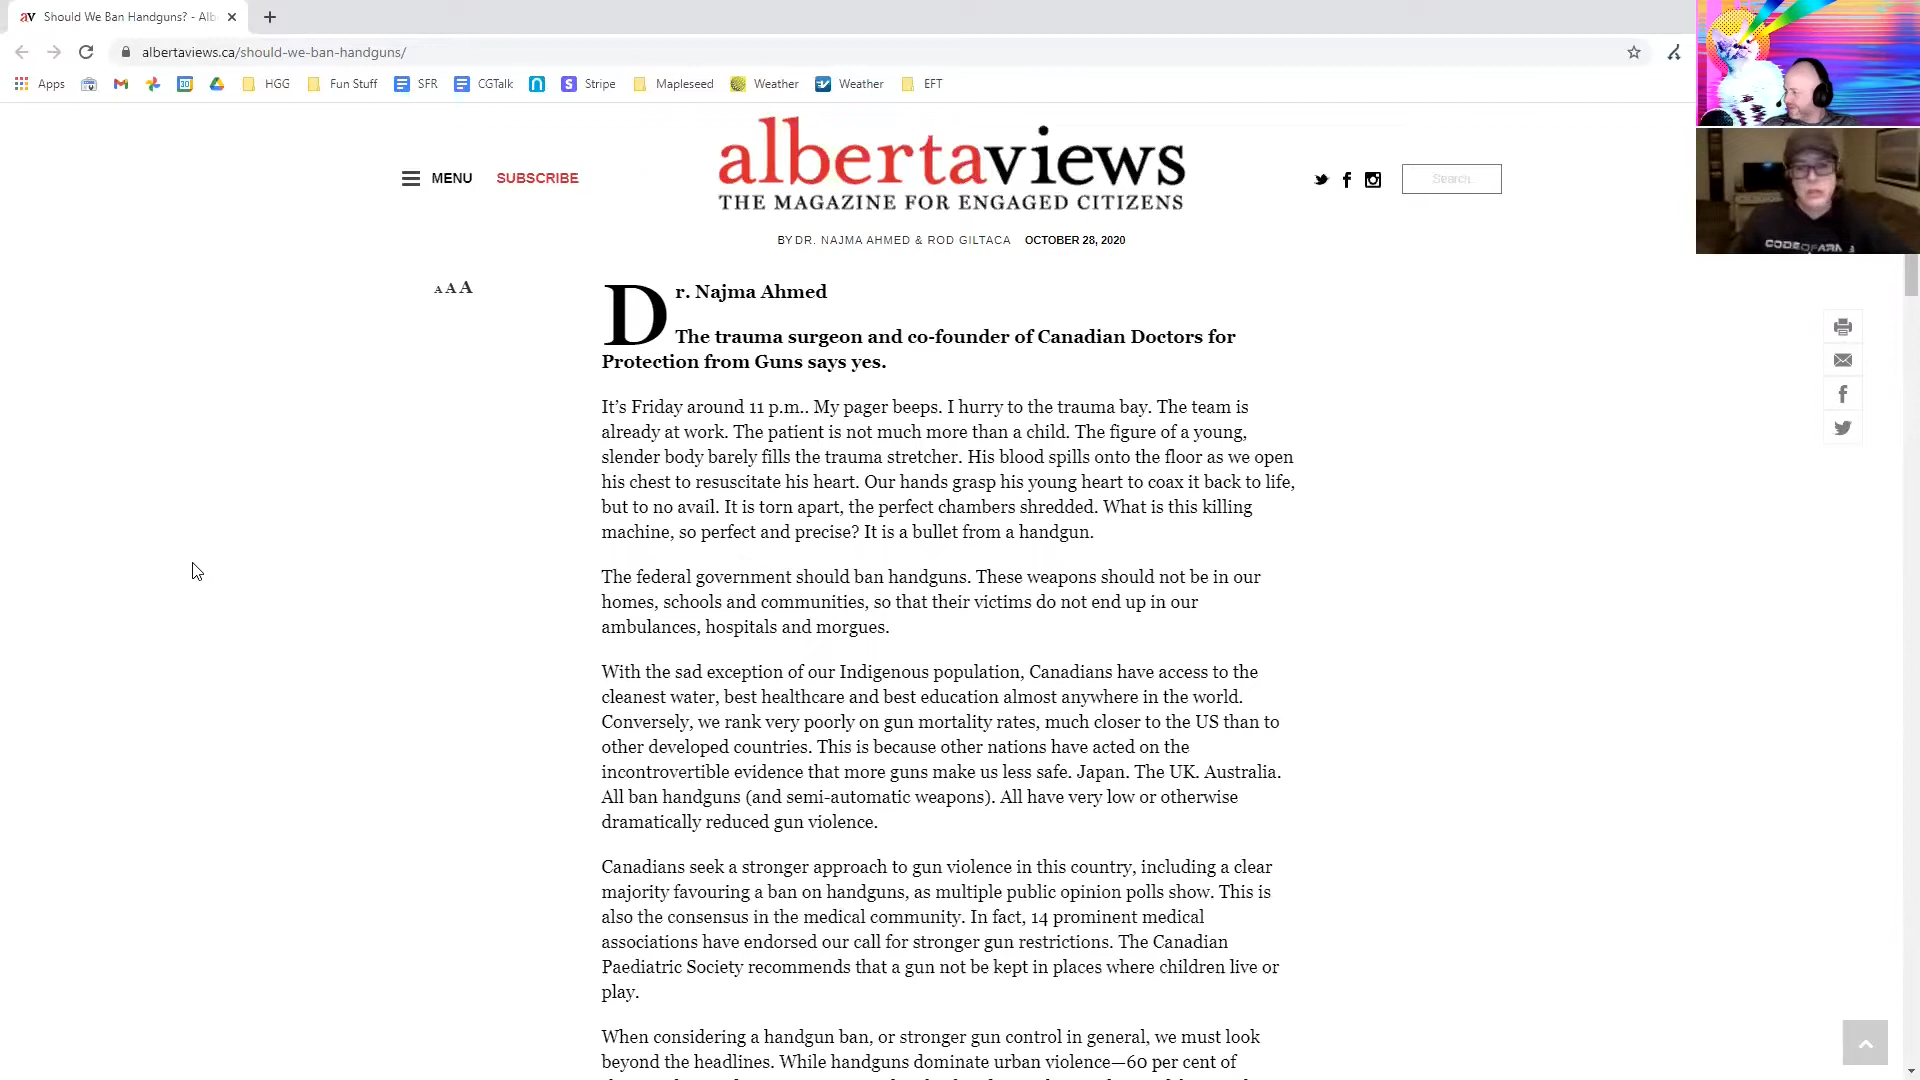 Should We Ban Handguns? - Alb
albertaviews.ca/should-we-ban-handguns/
Apps
HGG
Fun Stuff
SFR
CGTalk
Stripe
Mapleseed
Weather
Weather
EFT
MENU
SUBSCRIBE
albertaviews
THE MAGAZINE FOR ENGAGED CITIZENS
Search...
BY DR. NAJMA AHMED & ROD GILTACA OCTOBER 28, 2020
A A A
Dr. Najma Ahmed
The trauma surgeon and co-founder of Canadian Doctors for
Protection from Guns says yes.
It’s Friday around 11 p.m.. My pager beeps. I hurry to the trauma bay. The team is
already at work. The patient is not much more than a child. The figure of a young,
slender body barely fills the trauma stretcher. His blood spills onto the floor as we open
his chest to resuscitate his heart. Our hands grasp his young heart to coax it back to life,
but to no avail. It is torn apart, the perfect chambers shredded. What is this killing
machine, so perfect and precise? It is a bullet from a handgun.
The federal government should ban handguns. These weapons should not be in our
homes, schools and communities, so that their victims do not end up in our
ambulances, hospitals and morgues.
With the sad exception of our Indigenous population, Canadians have access to the
cleanest water, best healthcare and best education almost anywhere in the world.
Conversely, we rank very poorly on gun mortality rates, much closer to the US than to
other developed countries. This is because other nations have acted on the
incontrovertible evidence that more guns make us less safe. Japan. The UK. Australia.
All ban handguns (and semi-automatic weapons). All have very low or otherwise
dramatically reduced gun violence.
Canadians seek a stronger approach to gun violence in this country, including a clear
majority favouring a ban on handguns, as multiple public opinion polls show. This is
also the consensus in the medical community. In fact, 14 prominent medical
associations have endorsed our call for stronger gun restrictions. The Canadian
Paediatric Society recommends that a gun not be kept in places where children live or
play.
When considering a handgun ban, or stronger gun control in general, we must look
beyond the headlines. While handguns dominate urban violence—60 per cent of